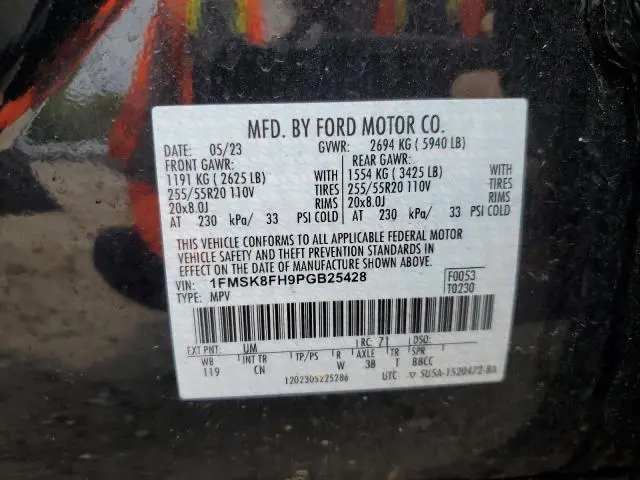 MFD. BY FORD MOTOR CO.
DATE: 05/23 GVWR: 2694 KG ( 5940 LB)
FRONT GAWR: REAR GAWR:
1191 KG ( 2625 LB) WITH 1554 KG ( 3425 LB) WITH
255/55R20 110V TIRES 255/55R20 110V TIRES
20x8.0J RIMS 20x8.0J RIMS
AT 230 kPa/ 33 PSI COLD AT 230 kPa/ 33 PSI COLD
THIS VEHICLE CONFORMS TO ALL APPLICABLE FEDERAL MOTOR
VEHICLE SAFETY AND THEFT PREVENTION STANDARDS IN
EFFECT ON THE DATE OF MANUFACTURE SHOWN ABOVE.
VIN: 1FMSK8FH9PGB25428 F0053
TYPE: MPV T0230
EXT PNT: UM RC: 71 DSO:
WB INT TR TP/PS R AXLE TR SPR
119 CN W 3B T BBCC
1202305225286 UTC ▽ SU5A-1520472-BA